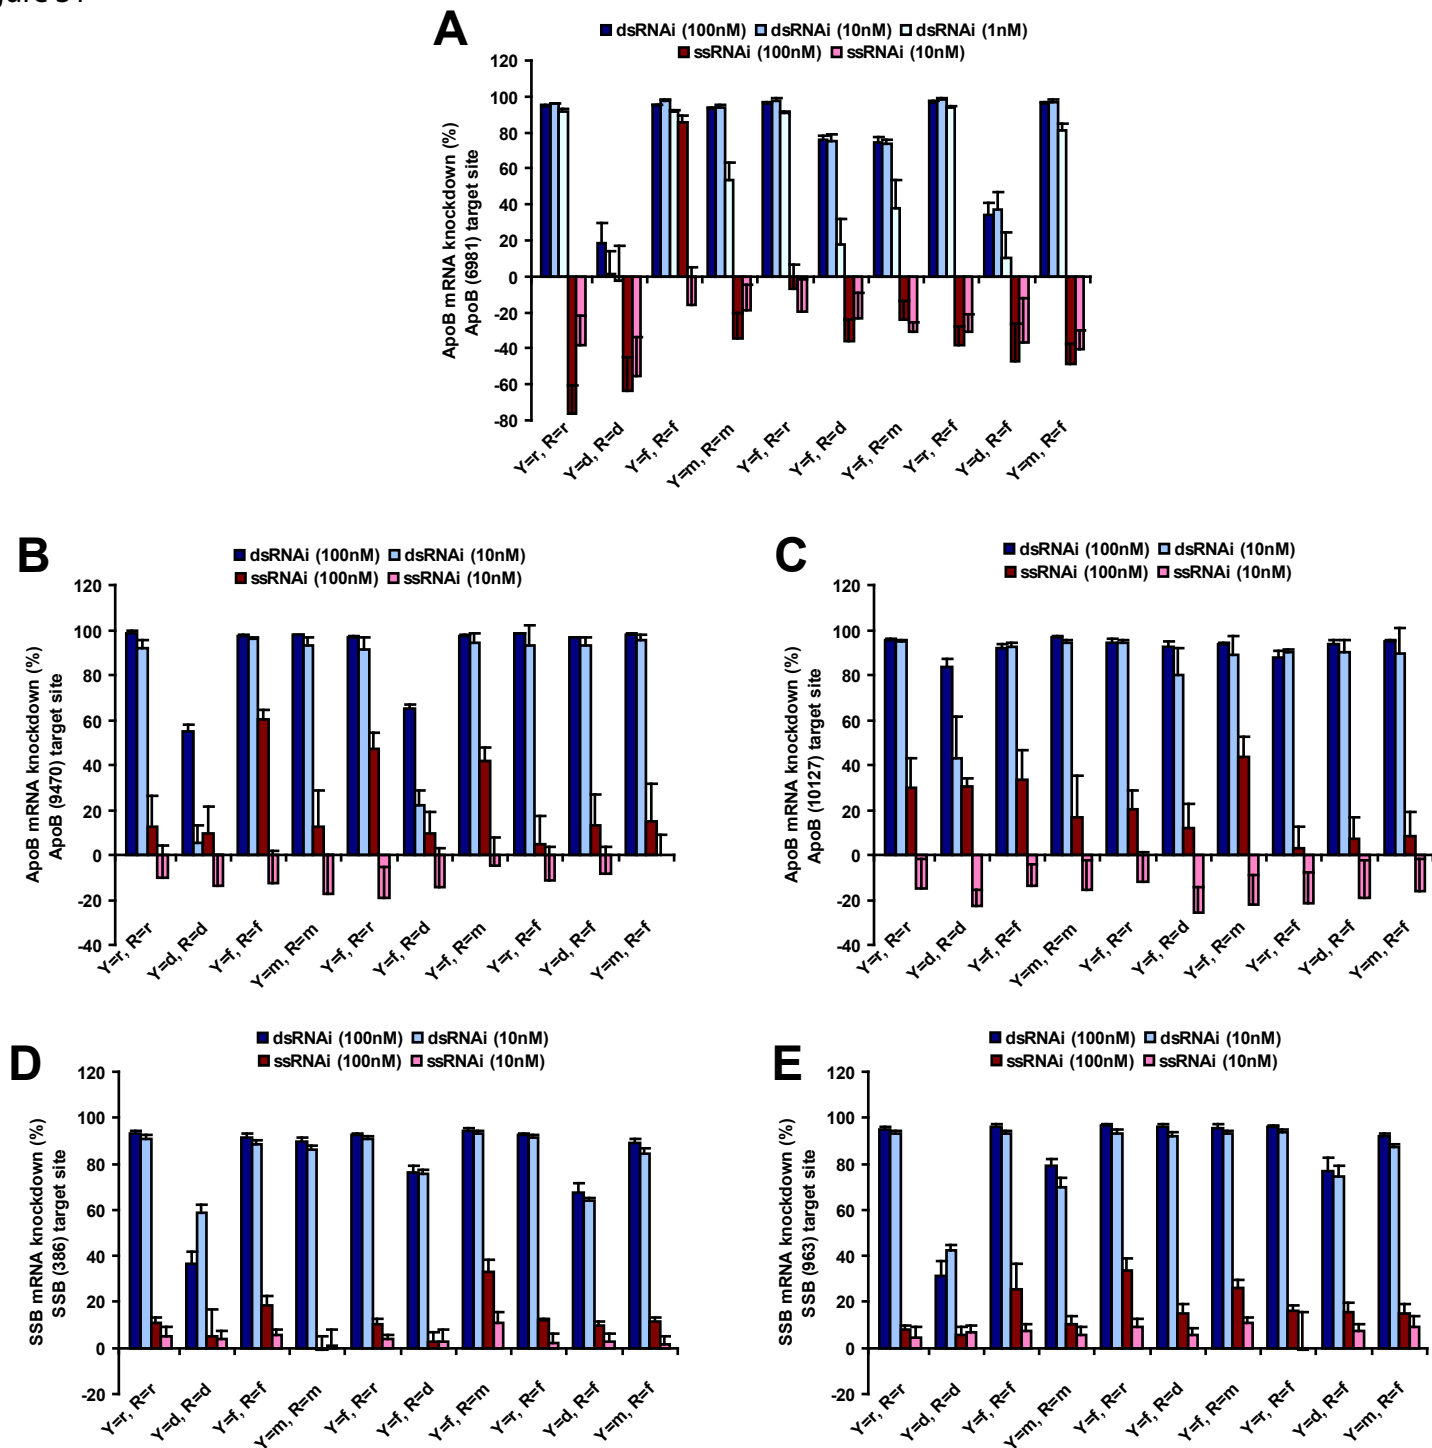 A
dsRNAi (100nM) dsRNAi (10nM) dsRNAi (1nM)
ssRNAi (100nM) ssRNAi (10nM)
ApoB mRNA knockdown (%)
ApoB (6981) target site
120
100
80
60
40
20
0
-20
-40
-60
-80
Y=r, R=r
Y=d, R=d
Y=f, R=f
Y=m, R=m
Y=f, R=r
Y=f, R=d
Y=f, R=m
Y=r, R=f
Y=d, R=f
Y=m, R=f
B
dsRNAi (100nM) dsRNAi (10nM)
ssRNAi (100nM) ssRNAi (10nM)
ApoB mRNA knockdown (%)
ApoB (9470) target site
120
100
80
60
40
20
0
-20
-40
Y=r, R=r
Y=d, R=d
Y=f, R=f
Y=m, R=m
Y=f, R=r
Y=f, R=d
Y=f, R=m
Y=r, R=f
Y=d, R=f
Y=m, R=f
C
dsRNAi (100nM) dsRNAi (10nM)
ssRNAi (100nM) ssRNAi (10nM)
ApoB mRNA knockdown (%)
ApoB (10127) target site
120
100
80
60
40
20
0
-20
-40
Y=r, R=r
Y=d, R=d
Y=f, R=f
Y=m, R=m
Y=f, R=r
Y=f, R=d
Y=f, R=m
Y=r, R=f
Y=d, R=f
Y=m, R=f
D
dsRNAi (100nM) dsRNAi (10nM)
ssRNAi (100nM) ssRNAi (10nM)
SSB mRNA knockdown (%)
SSB (386) target site
120
100
80
60
40
20
0
-20
Y=r, R=r
Y=d, R=d
Y=f, R=f
Y=m, R=m
Y=f, R=r
Y=f, R=d
Y=f, R=m
Y=r, R=f
Y=d, R=f
Y=m, R=f
E
dsRNAi (100nM) dsRNAi (10nM)
ssRNAi (100nM) ssRNAi (10nM)
SSB mRNA knockdown (%)
SSB (963) target site
120
100
80
60
40
20
0
-20
Y=r, R=r
Y=d, R=d
Y=f, R=f
Y=m, R=m
Y=f, R=r
Y=f, R=d
Y=f, R=m
Y=r, R=f
Y=d, R=f
Y=m, R=f